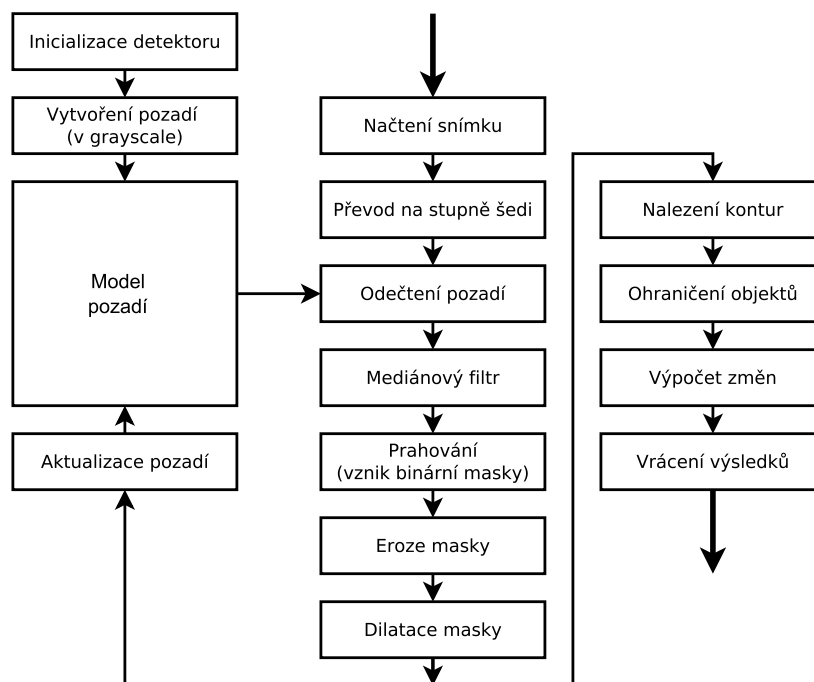 Inicializace detektoru
Vytvoření pozadí
(v grayscale)
Model
pozadí
Aktualizace pozadí
Načtení snímku
Převod na stupně šedi
Odečtení pozadí
Mediánový filtr
Prahování
(vznik binární masky)
Eroze masky
Dilatace masky
Nalezení kontur
Ohraničení objektů
Výpočet změn
Vrácení výsledků